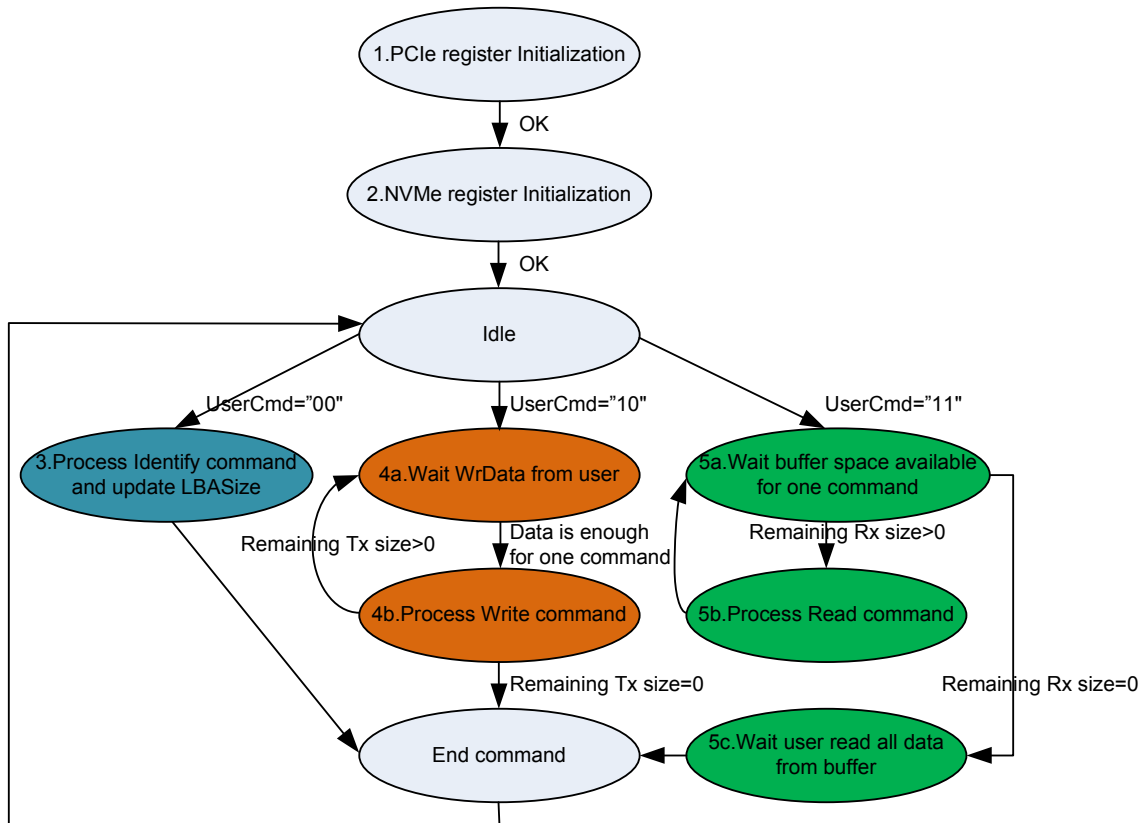 1.PCIe register Initialization
OK
2.NVMe register Initialization
OK
Idle
UserCmd=”00"
UserCmd=”10"
UserCmd=”11"
3.Process Identify command
and update LBASize
4a.Wait WrData from user
5a.Wait buffer space available
for one command
Remaining Tx size>0
Data is enough
for one command
Remaining Rx size>0
4b.Process Write command
5b.Process Read command
Remaining Tx size=0
Remaining Rx size=0
End command
5c.Wait user read all data
from buffer